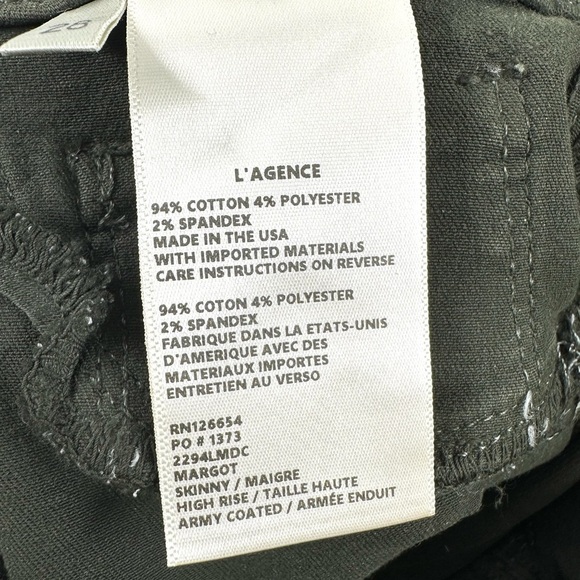 26
L'AGENCE
94% COTTON 4% POLYESTER
2% SPANDEX
MADE IN THE USA
WITH IMPORTED MATERIALS
CARE INSTRUCTIONS ON REVERSE
94% COTON 4% POLYESTER
2% SPANDEX
FABRIQUE DANS LA ETATS-UNIS
D'AMERIQUE AVEC DES
MATERIAUX IMPORTES
ENTRETIEN AU VERSO
RN126654
PO # 1373
2294LMDC
MARGOT
SKINNY / MAIGRE
HIGH RISE / TAILLE HAUTE
ARMY COATED / ARMÉE ENDUIT